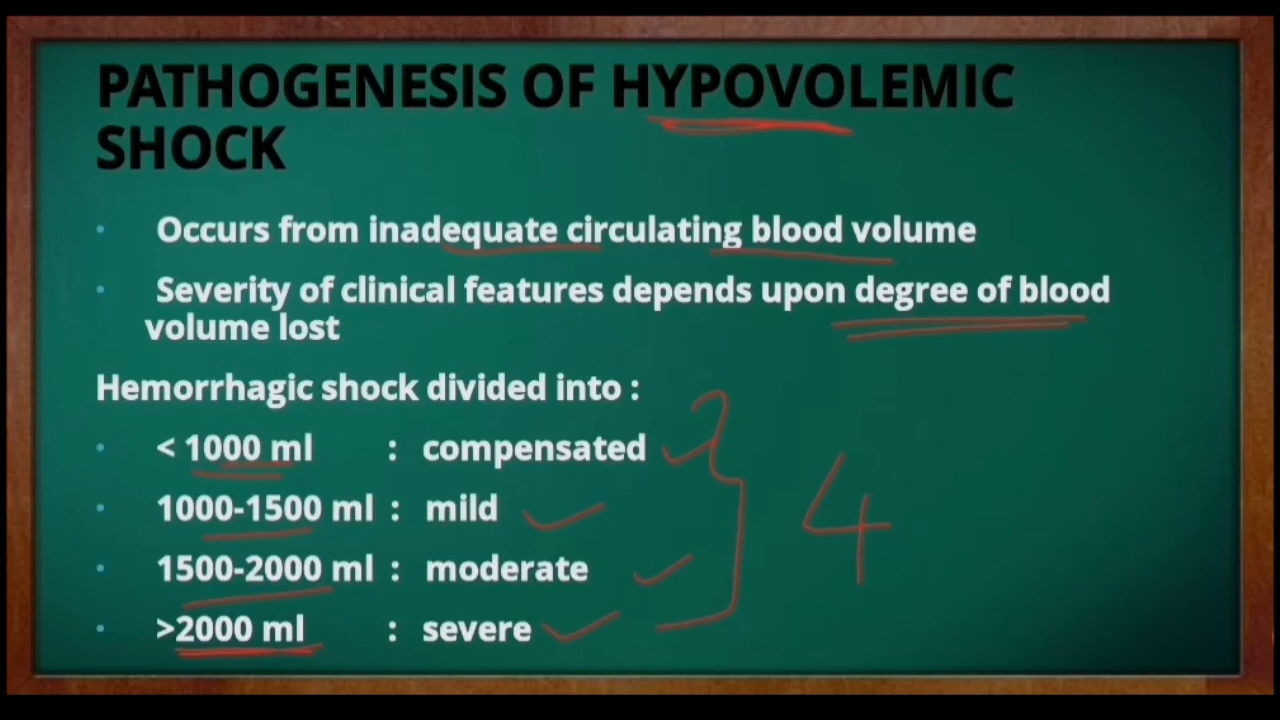 PATHOGENESIS OF HYPOVOLEMIC
SHOCK
· Occurs from inadequate circulating blood volume
· Severity of clinical features depends upon degree of blood
volume lost
Hemorrhagic shock divided into :
· < 1000 ml : compensated
· 1000-1500 ml : mild
· 1500-2000 ml : moderate
· >2000 ml : severe
4